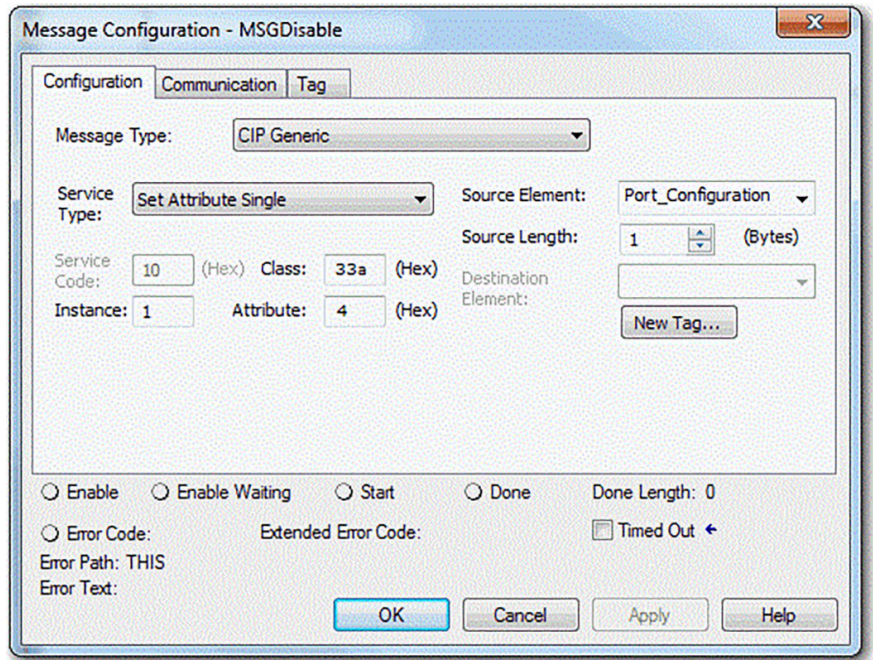 Message Configuration - MSGDisable
X
Configuration Communication Tag
Message Type: CIP Generic
Service Type: Set Attribute Single
Source Element: Port_Configuration
Source Length: 1 (Bytes)
Service Code: 10 (Hex) Class: 33a (Hex)
Destination Element:
Instance: 1 Attribute: 4 (Hex)
New Tag...
Enable Enable Waiting Start Done Done Length: 0
Error Code: Extended Error Code: Timed Out
Error Path: THIS
Error Text:
OK Cancel Apply Help